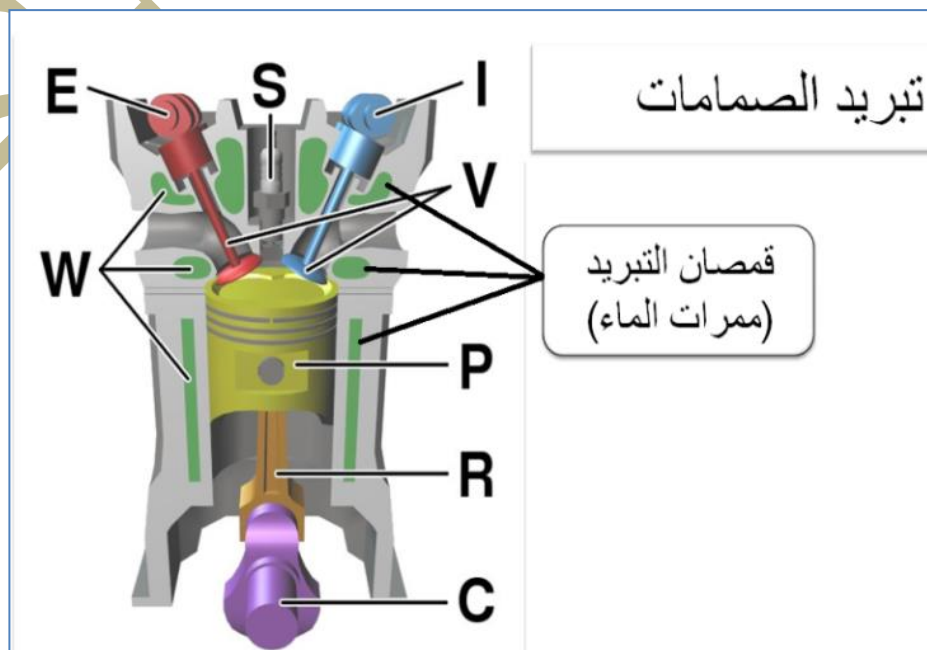 تبريد الصمامات
E
S
I
V
W
قمصان التبريد
(ممرات الماء)
P
R
C